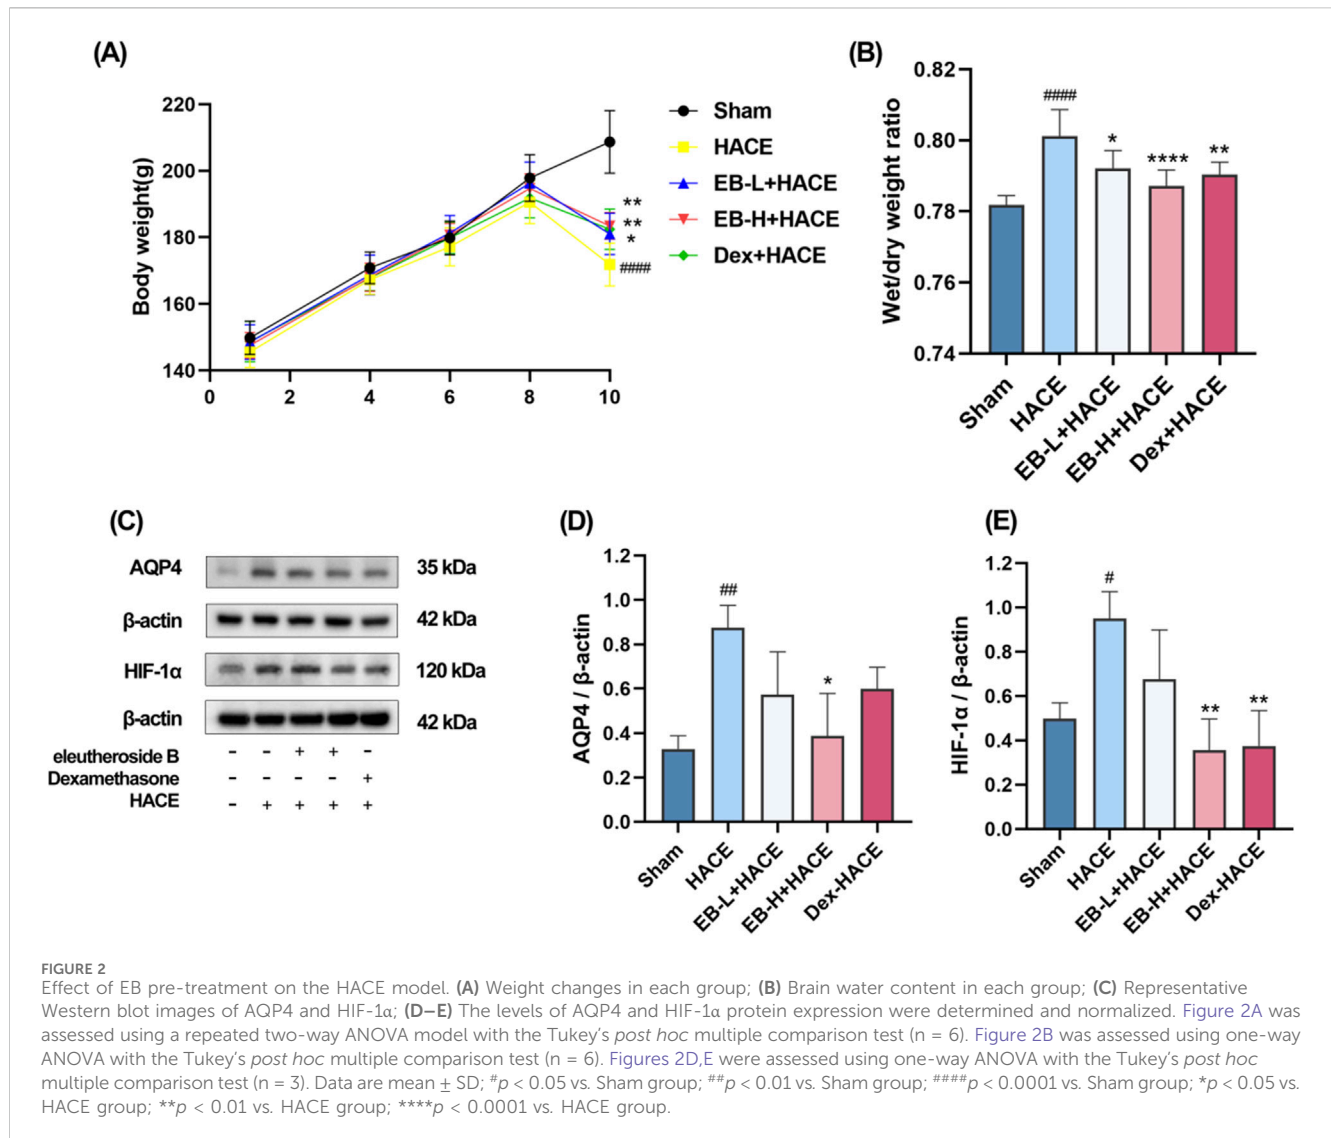 (A)
220
200
180
160
140
Body weight(g)
0 2 4 6 8 10
**
**
*
####
Sham
HACE
EB-L+HACE
EB-H+HACE
Dex+HACE
(B)
0.82
0.80
0.78
0.76
0.74
Wet/dry weight ratio
####
*
****
**
Sham
HACE
EB-L+HACE
EB-H+HACE
Dex+HACE
(C)
AQP4 35 kDa
β-actin 42 kDa
HIF-1α 120 kDa
β-actin 42 kDa
eleutheroside B - - + + -
Dexamethasone - - - - +
HACE - + + + +
(D)
1.2
1.0
0.8
0.6
0.4
0.2
0.0
AQP4 / β-actin
##
*
Sham
HACE
EB-L+HACE
EB-H+HACE
Dex-HACE
(E)
1.2
1.0
0.8
0.6
0.4
0.2
0.0
HIF-1α / β-actin
#
**
**
Sham
HACE
EB-L+HACE
EB-H+HACE
Dex-HACE
FIGURE 2
Effect of EB pre-treatment on the HACE model. (A) Weight changes in each group; (B) Brain water content in each group; (C) Representative
Western blot images of AQP4 and HIF-1α; (D–E) The levels of AQP4 and HIF-1α protein expression were determined and normalized. Figure 2A was
assessed using a repeated two-way ANOVA model with the Tukey's post hoc multiple comparison test (n = 6). Figure 2B was assessed using one-way
ANOVA with the Tukey's post hoc multiple comparison test (n = 6). Figures 2D,E were assessed using one-way ANOVA with the Tukey's post hoc
multiple comparison test (n = 3). Data are mean ± SD; #p < 0.05 vs. Sham group; ##p < 0.01 vs. Sham group; ####p < 0.0001 vs. Sham group; *p < 0.05 vs.
HACE group; **p < 0.01 vs. HACE group; ****p < 0.0001 vs. HACE group.